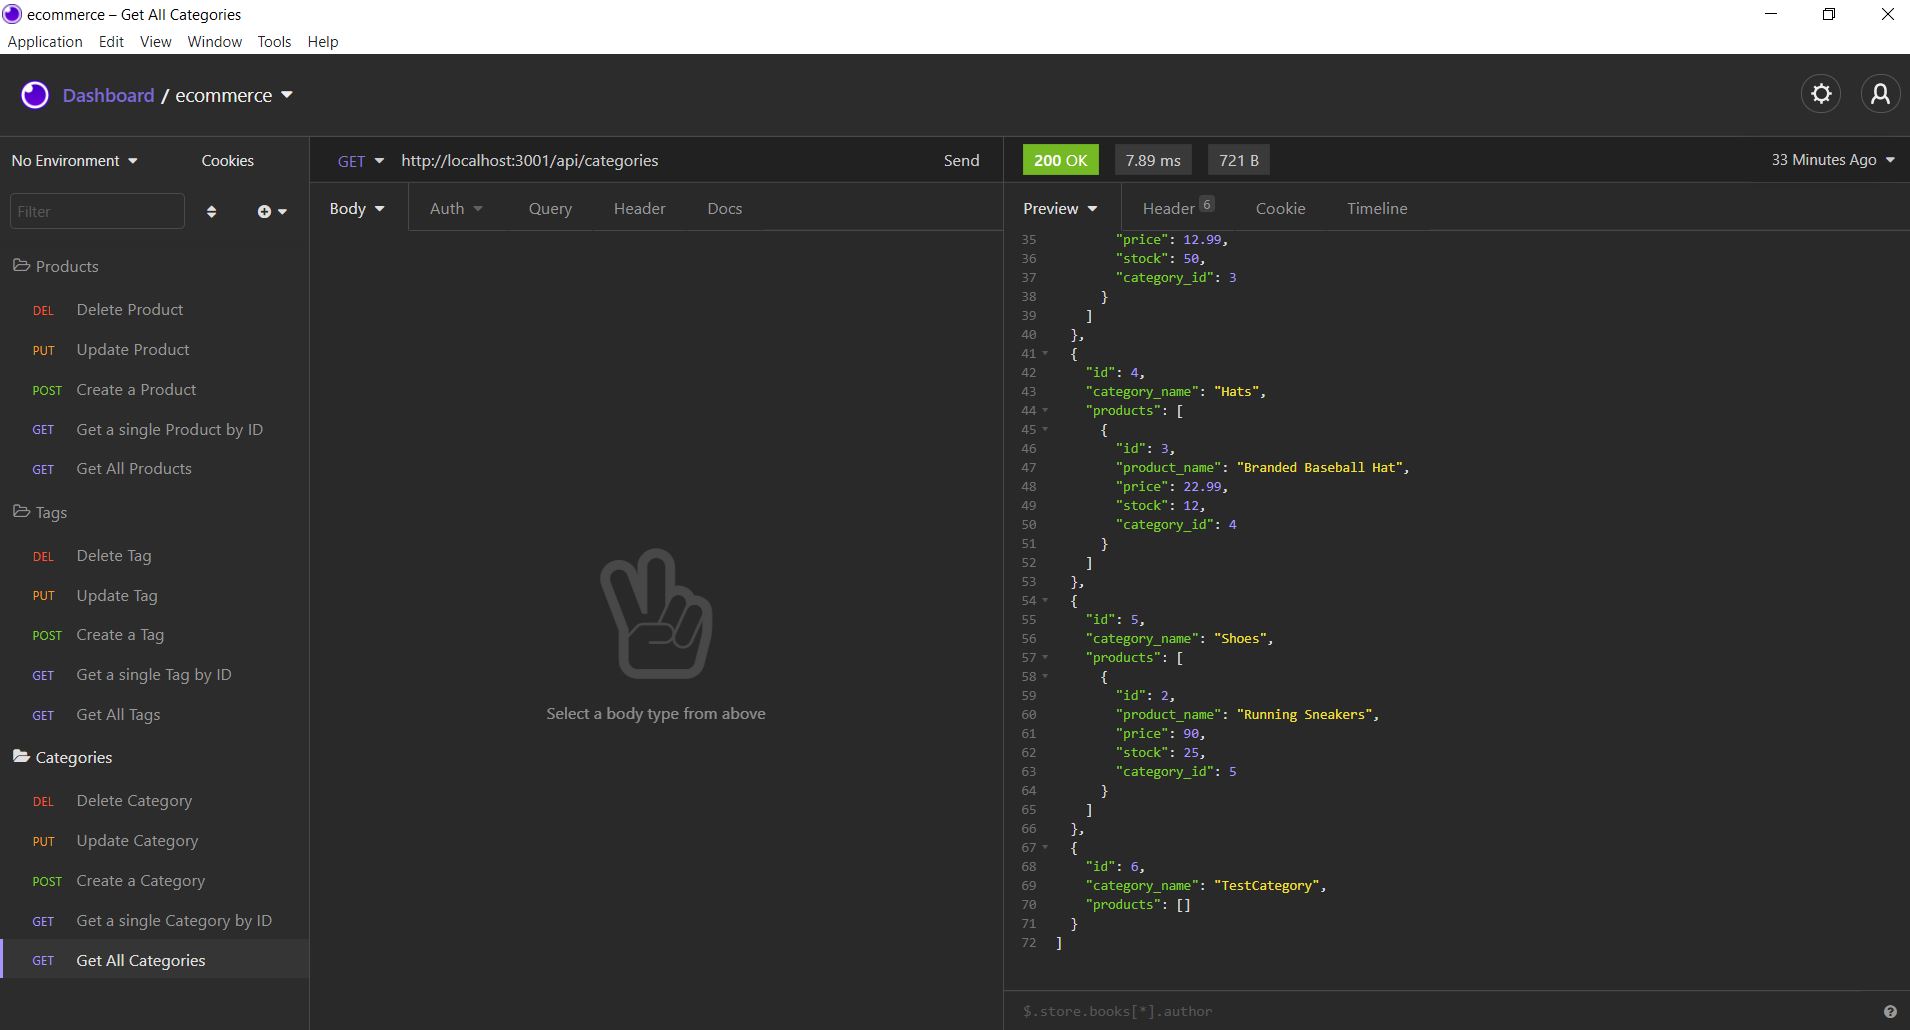 ecommerce – Get All Categories
Application Edit View Window Tools Help
Dashboard / ecommerce
No Environment Cookies
Filter
Products
DEL Delete Product
PUT Update Product
POST Create a Product
GET Get a single Product by ID
GET Get All Products
Tags
DEL Delete Tag
PUT Update Tag
POST Create a Tag
GET Get a single Tag by ID
GET Get All Tags
Categories
DEL Delete Category
PUT Update Category
POST Create a Category
GET Get a single Category by ID
GET Get All Categories
GET http://localhost:3001/api/categories Send
Body Auth Query Header Docs
Select a body type from above
200 OK 7.89 ms 721 B 33 Minutes Ago
Preview Header 6 Cookie Timeline
35 "price": 12.99,
36 "stock": 50,
37 "category_id": 3
38 }
39 ]
40 },
41 {
42 "id": 4,
43 "category_name": "Hats",
44 "products": [
45 {
46 "id": 3,
47 "product_name": "Branded Baseball Hat",
48 "price": 22.99,
49 "stock": 12,
50 "category_id": 4
51 }
52 ]
53 },
54 {
55 "id": 5,
56 "category_name": "Shoes",
57 "products": [
58 {
59 "id": 2,
60 "product_name": "Running Sneakers",
61 "price": 90,
62 "stock": 25,
63 "category_id": 5
64 }
65 ]
66 },
67 {
68 "id": 6,
69 "category_name": "TestCategory",
70 "products": []
71 }
72 ]
$.store.books[*].author